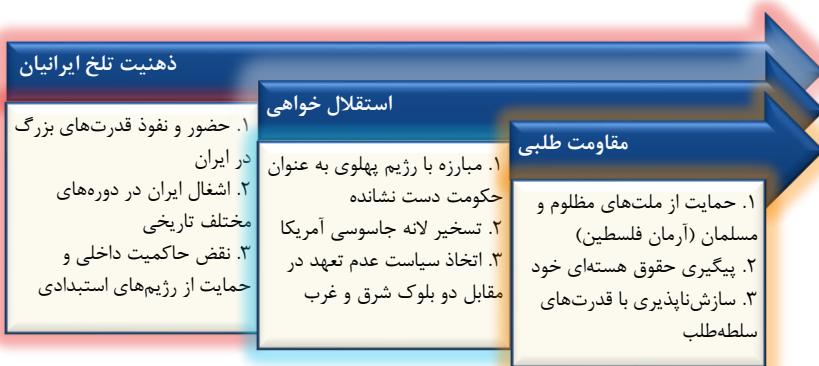 ذهنیت تلخ ایرانیان
۱. حضور و نفوذ قدرت‌های بزرگ
در ایران
۲. اشغال ایران در دوره‌های
مختلف تاریخی
۳. نقض حاکمیت داخلی و
حمایت از رژیم‌های استبدادی
استقلال خواهی
۱. مبارزه با رژیم پهلوی به عنوان
حکومت دست نشانده
۲. تسخیر لانه جاسوسی آمریکا
۳. اتخاذ سیاست عدم تعهد در
مقابل دو بلوک شرق و غرب
مقاومت طلبی
۱. حمایت از ملت‌های مظلوم و
مسلمان (آرمان فلسطین)
۲. پیگیری حقوق هسته‌ای خود
۳. سازش‌ناپذیری با قدرت‌های
سلطه‌طلب